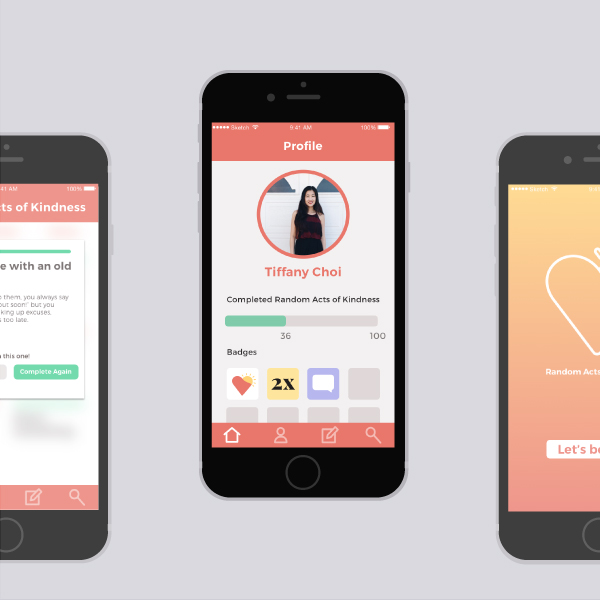 41 AM 100%
cts of Kindness
e with an old
them, you always say
out soon!" but you
king up excuses.
s too late.
this one!
Complete Again
Sketch 9:41 AM 100%
Profile
Tiffany Choi
Completed Random Acts of Kindness
36 100
Badges
2X
Sketch
Random Acts
Let's be